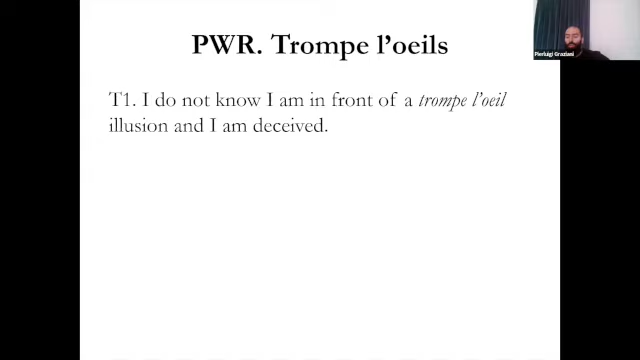 PWR. Trompe l'oeils
Pierluigi Graziani
T1. I do not know I am in front of a trompe l'oeil
illusion and I am deceived.